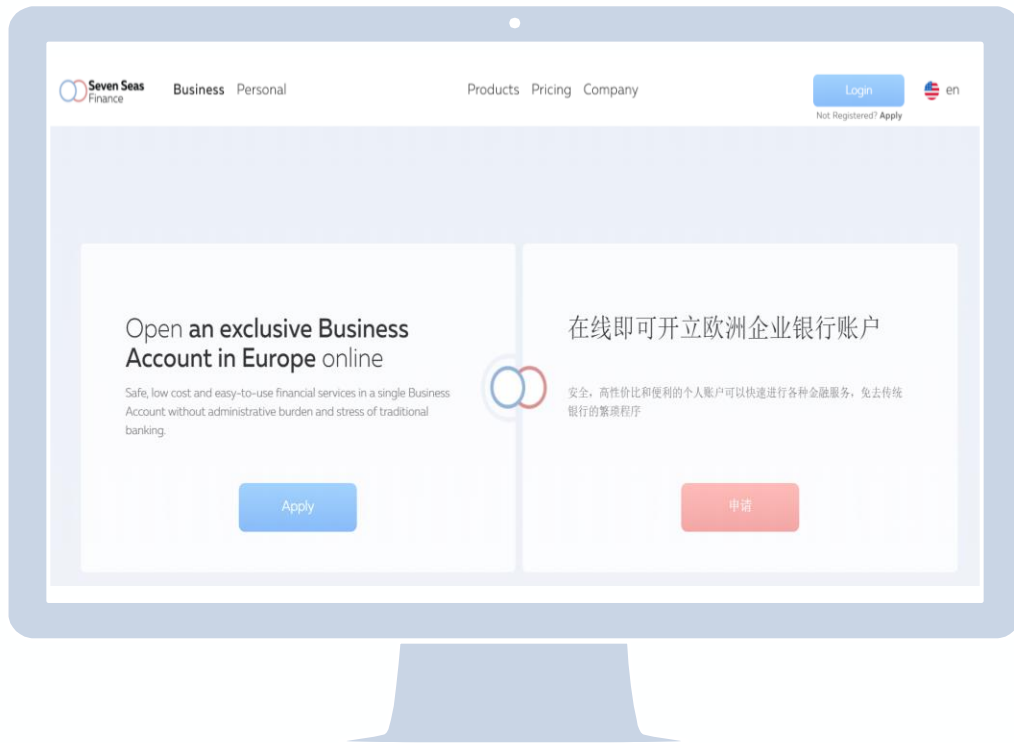 Seven Seas
Finance
Business Personal
Products Pricing Company
Login
en
Not Registered? Apply
Open an exclusive Business
Account in Europe online
Safe, low cost and easy-to-use financial services in a single Business
Account without administrative burden and stress of traditional
banking.
Apply
在线即可开立欧洲企业银行账户
安全，高性价比和便利的个人账户可以快速进行各种金融服务，免去传统
银行的繁琐程序
申请